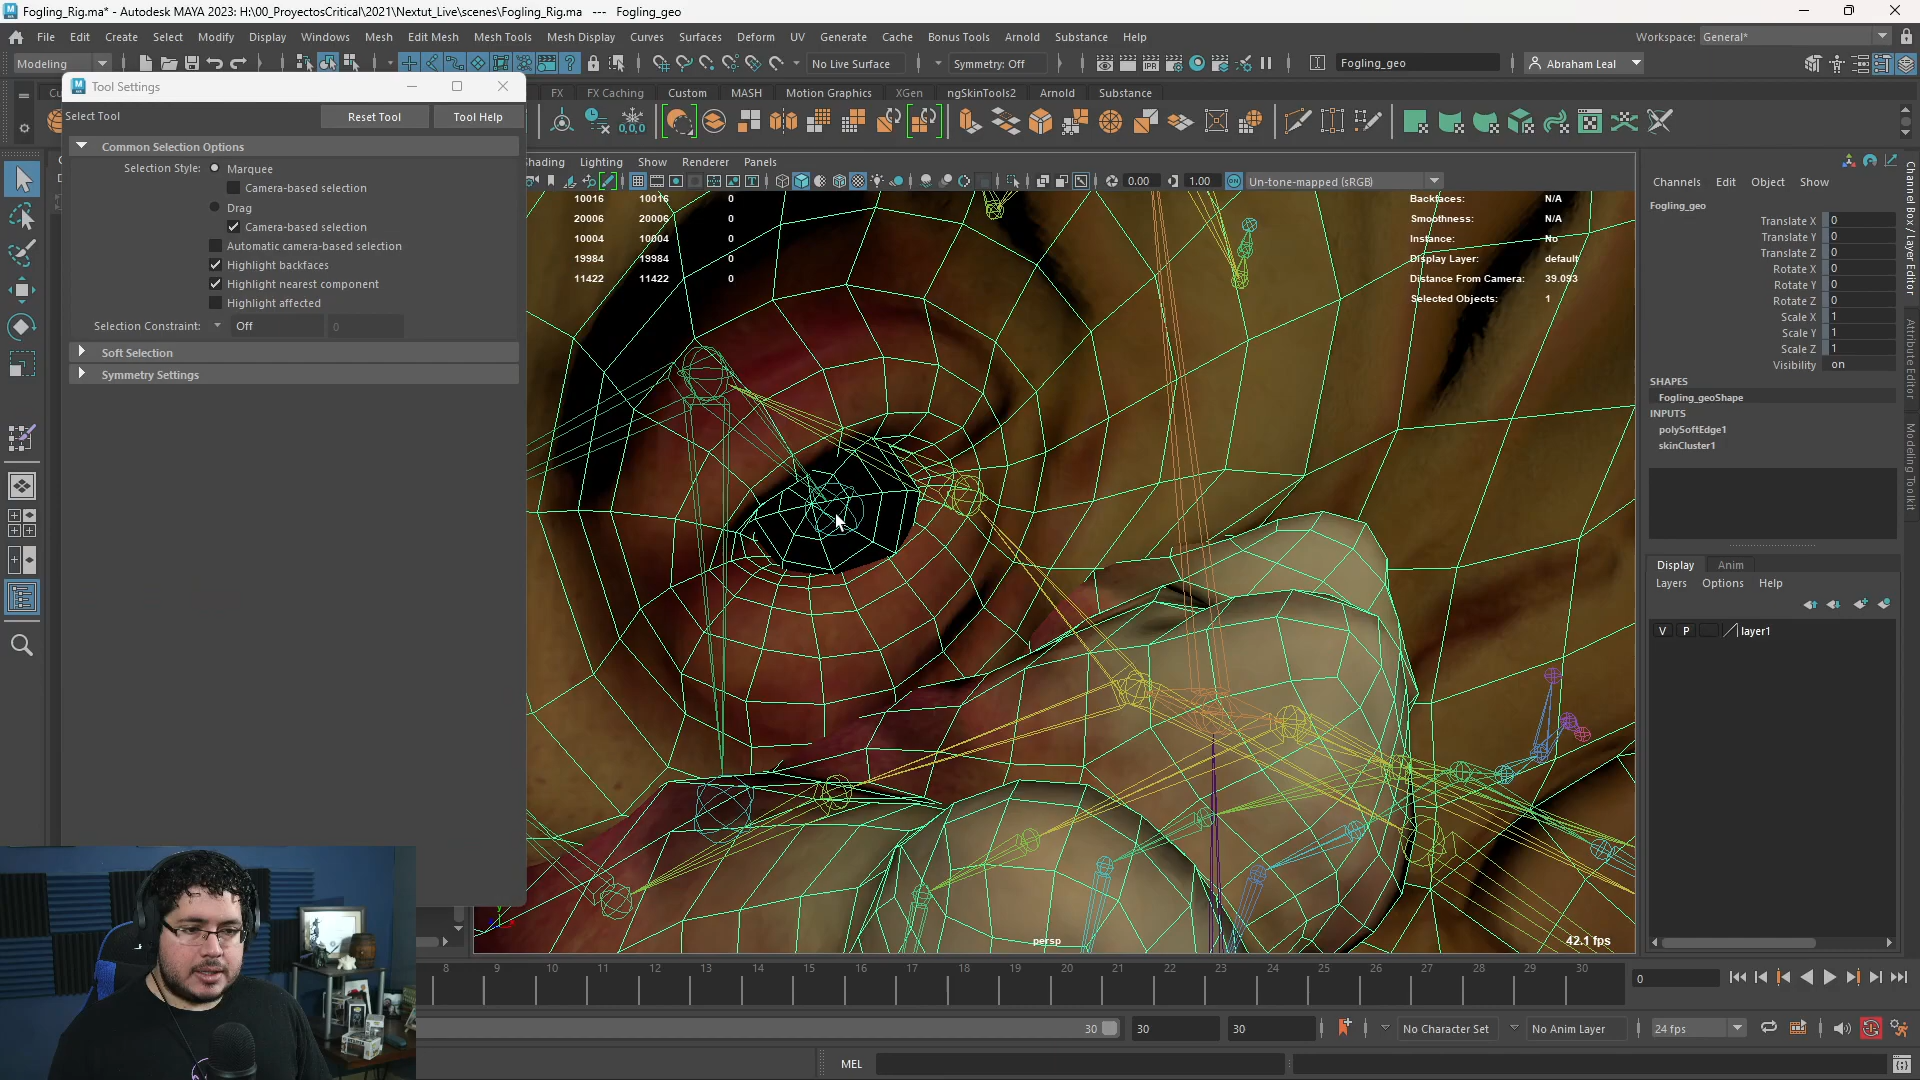 Fogling_Rig.ma* - Autodesk MAYA 2023: H:\00_ProyectosCritical\2021\Nextut_Live\scenes\Fogling_Rig.ma --- Fogling_geo
File Edit Create Select Modify Display Windows Mesh Edit Mesh Mesh Tools Mesh Display Curves Surfaces Deform UV Generate Cache Bonus Tools Arnold Substance Help
Workspace: General*
Modeling
No Live Surface
Symmetry: Off
Fogling_geo
Abraham Leal
Tool Settings
FX FX Caching Custom MASH Motion Graphics XGen ngSkinTools2 Arnold Substance
Select Tool
Reset Tool
Tool Help
Common Selection Options
Selection Style: Marquee
Camera-based selection
Drag
Camera-based selection
Automatic camera-based selection
Highlight backfaces
Highlight nearest component
Highlight affected
Selection Constraint: Off 0
Soft Selection
Symmetry Settings
Lighting Show Renderer Panels
0.00
1.00
Un-tone-mapped (sRGB)
10016 10016 0
20006 20006 0
10004 10004 0
19984 19984 0
11422 11422 0
Backfaces: N/A
Smoothness: N/A
Instance: No
Display Layer: default
Distance From Camera: 39.093
Selected Objects: 1
persp
42.1 fps
Channels Edit Object Show
Fogling_geo
Translate X 0
Translate Y 0
Translate Z 0
Rotate X 0
Rotate Y 0
Rotate Z 0
Scale X 1
Scale Y 1
Scale Z 1
Visibility on
SHAPES
Fogling_geoShape
INPUTS
polySoftEdge1
skinCluster1
Display Anim
Layers Options Help
V P layer1
Channel Box / Layer Editor
Attribute Editor
Modeling Toolkit
8 9 10 11 12 13 14 15 16 17 18 19 20 21 22 23 24 25 26 27 28 29 30
0
30
30
30
No Character Set
No Anim Layer
24 fps
MEL